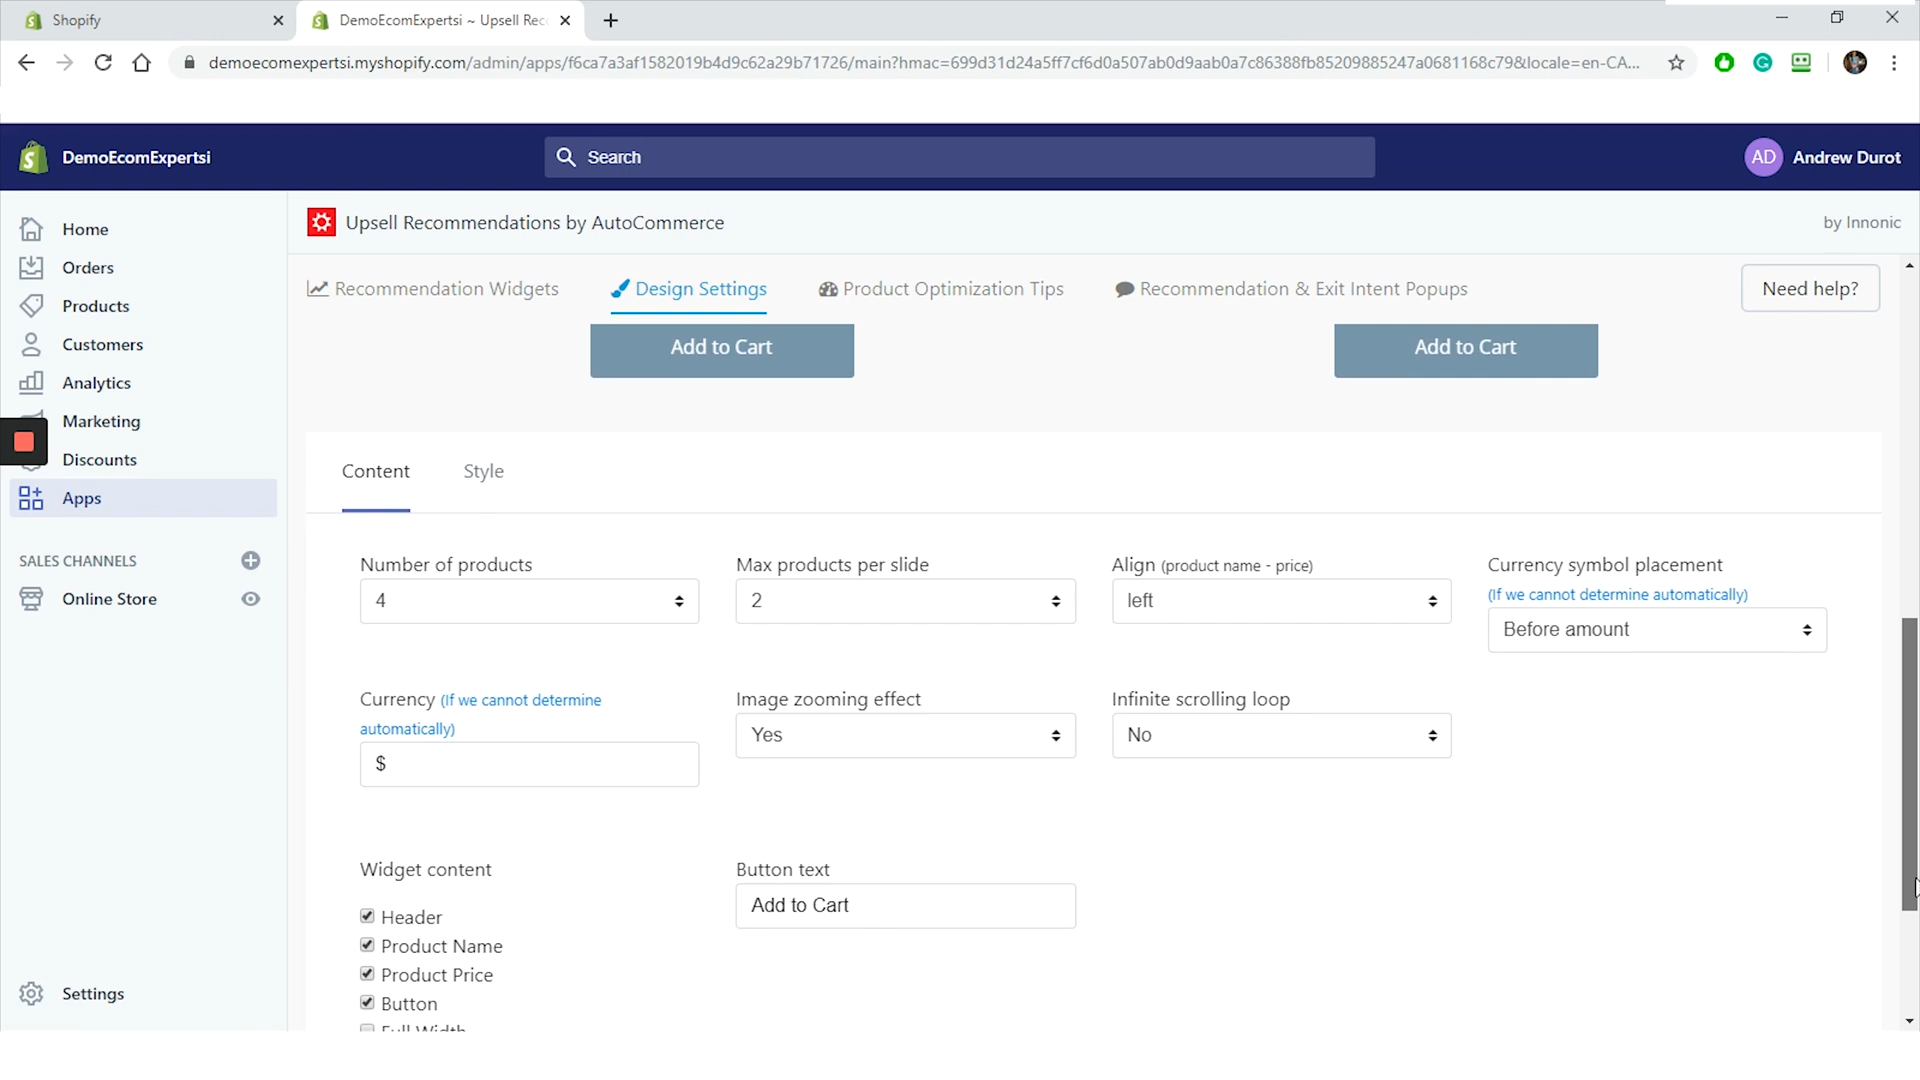 Shopify
DemoEcomExpertsi ~ Upsell Rec
demoecomexpertsi.myshopify.com/admin/apps/f6ca7a3af1582019b4d9c62a29b71726/main?hmac=699d31d24a5ff7cf6d0a507ab0d9aab0a7c86388fb85209885247a0681168c79&locale=en-CA...
DemoEcomExpertsi
Search
AD
Andrew Durot
Home
Orders
Products
Customers
Analytics
Marketing
Discounts
Apps
SALES CHANNELS
Online Store
Settings
Upsell Recommendations by AutoCommerce
by Innonic
Recommendation Widgets
Design Settings
Product Optimization Tips
Recommendation & Exit Intent Popups
Need help?
Add to Cart
Add to Cart
Content
Style
Number of products
4
Max products per slide
2
Align (product name - price)
left
Currency symbol placement
(If we cannot determine automatically)
Before amount
Currency (If we cannot determine
automatically)
$
Image zooming effect
Yes
Infinite scrolling loop
No
Widget content
Header
Product Name
Product Price
Button
Full Width
Button text
Add to Cart